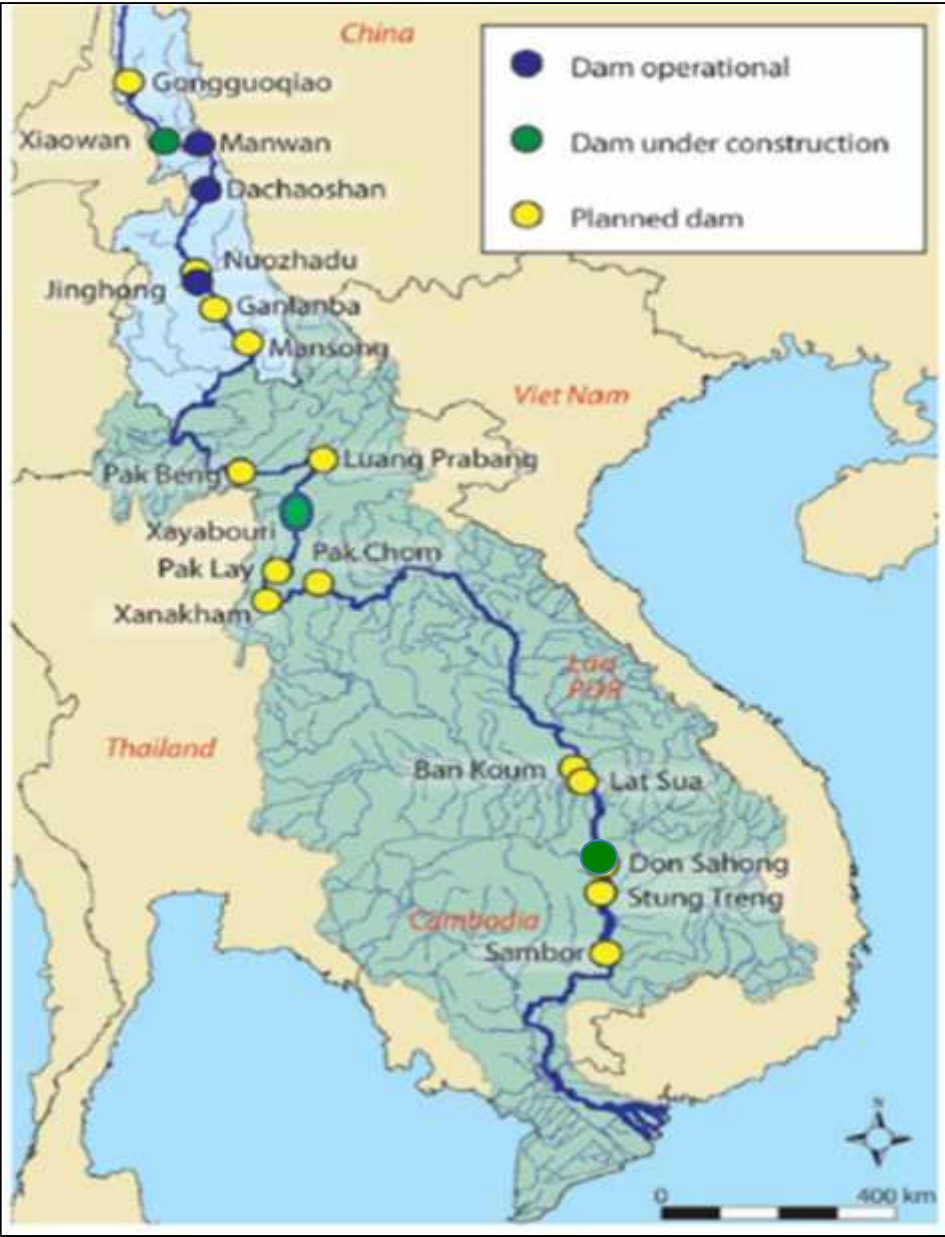 China
Dam operational
Dam under construction
Planned dam
Gongguoqiao
Xiaowan
Manwan
Dachaoshan
Nuozhadu
Jinghong
Ganlanba
Mansong
Viet Nam
Luang Prabang
Pak Beng
Xayabouri
Pak Chom
Pak Lay
Xanakham
Lao
PDR
Thailand
Ban Koum
Lat Sua
Don Sahong
Stung Treng
Cambodia
Sambor
N
0
400 km